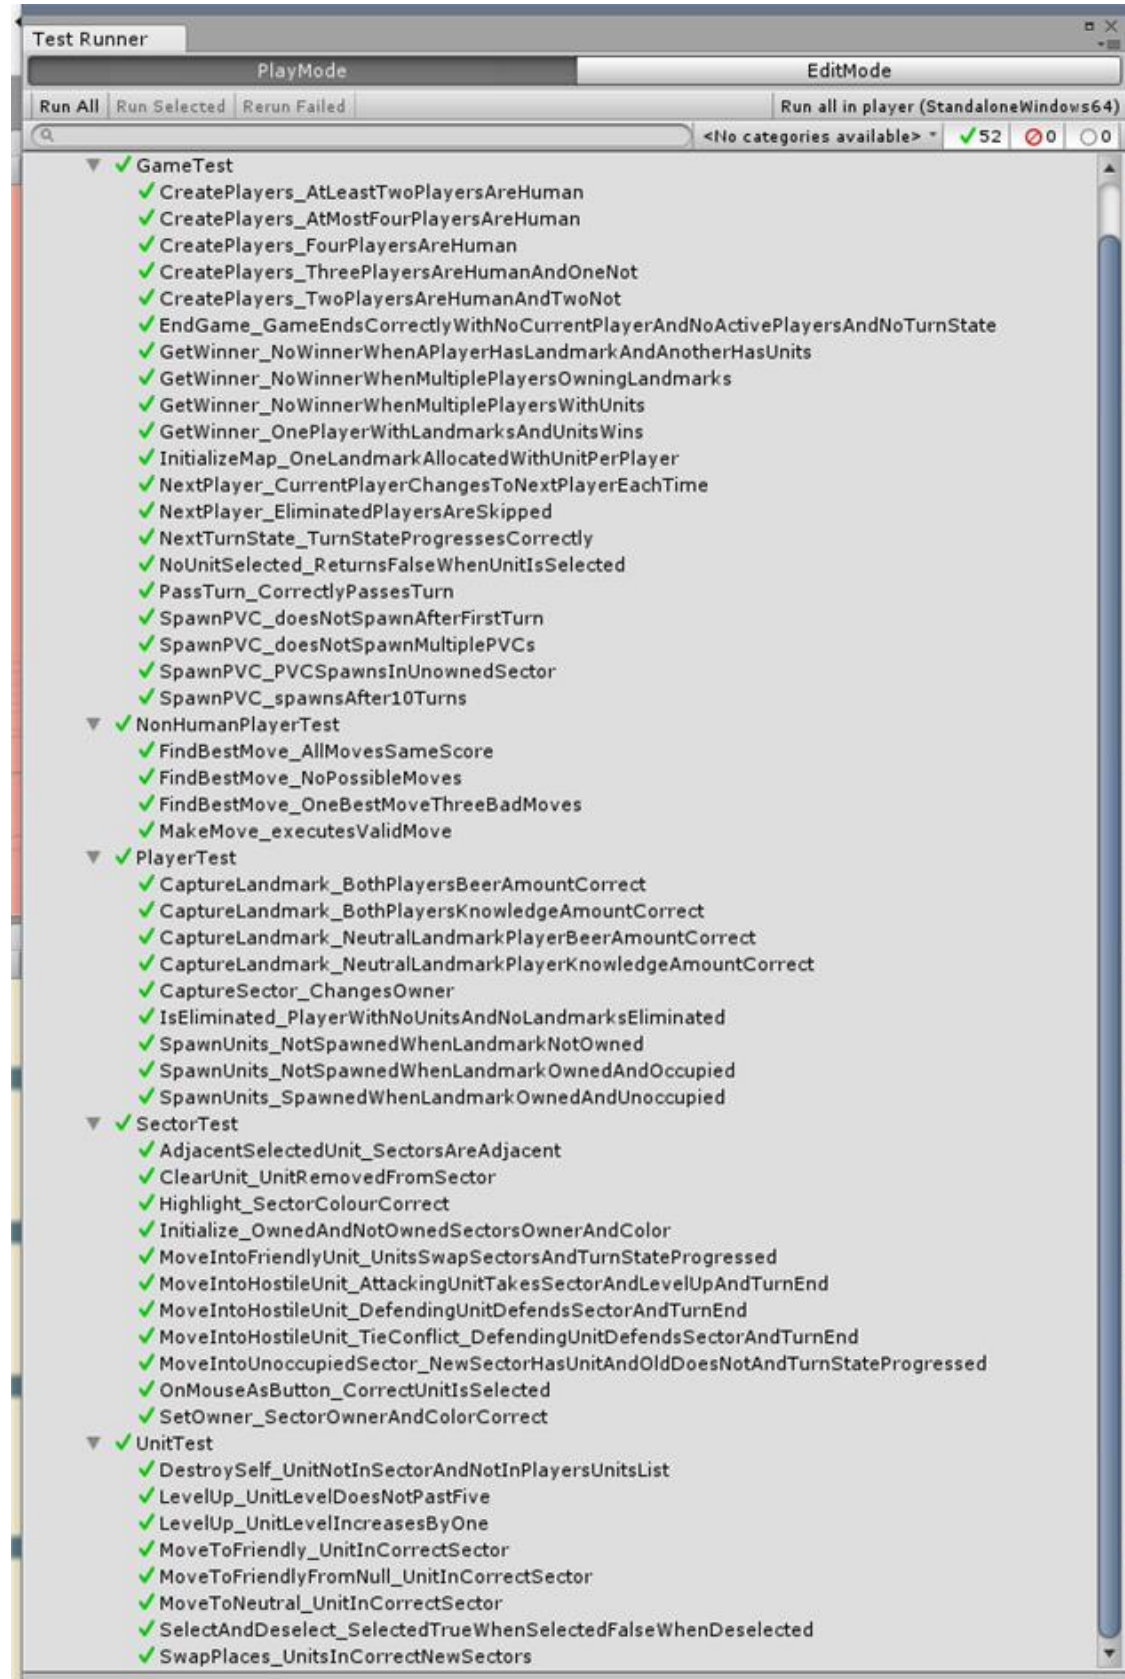 Test Runner
PlayMode EditMode
Run All Run Selected Rerun Failed Run all in player (StandaloneWindows64)
<No categories available> 52 0 0
GameTest
CreatePlayers_AtLeastTwoPlayersAreHuman
CreatePlayers_AtMostFourPlayersAreHuman
CreatePlayers_FourPlayersAreHuman
CreatePlayers_ThreePlayersAreHumanAndOneNot
CreatePlayers_TwoPlayersAreHumanAndTwoNot
EndGame_GameEndsCorrectlyWithNoCurrentPlayerAndNoActivePlayersAndNoTurnState
GetWinner_NoWinnerWhenAPlayerHasLandmarkAndAnotherHasUnits
GetWinner_NoWinnerWhenMultiplePlayersOwningLandmarks
GetWinner_NoWinnerWhenMultiplePlayersWithUnits
GetWinner_OnePlayerWithLandmarksAndUnitsWins
InitializeMap_OneLandmarkAllocatedWithUnitPerPlayer
NextPlayer_CurrentPlayerChangesToNextPlayerEachTime
NextPlayer_EliminatedPlayersAreSkipped
NextTurnState_TurnStateProgressesCorrectly
NoUnitSelected_ReturnsFalseWhenUnitIsSelected
PassTurn_CorrectlyPassesTurn
SpawnPVC_doesNotSpawnAfterFirstTurn
SpawnPVC_doesNotSpawnMultiplePVCs
SpawnPVC_PVCSpawnsInUnownedSector
SpawnPVC_spawnsAfter10Turns
NonHumanPlayerTest
FindBestMove_AllMovesSameScore
FindBestMove_NoPossibleMoves
FindBestMove_OneBestMoveThreeBadMoves
MakeMove_executesValidMove
PlayerTest
CaptureLandmark_BothPlayersBeerAmountCorrect
CaptureLandmark_BothPlayersKnowledgeAmountCorrect
CaptureLandmark_NeutralLandmarkPlayerBeerAmountCorrect
CaptureLandmark_NeutralLandmarkPlayerKnowledgeAmountCorrect
CaptureSector_ChangesOwner
IsEliminated_PlayerWithNoUnitsAndNoLandmarksEliminated
SpawnUnits_NotSpawnedWhenLandmarkNotOwned
SpawnUnits_NotSpawnedWhenLandmarkOwnedAndOccupied
SpawnUnits_SpawnedWhenLandmarkOwnedAndUnoccupied
SectorTest
AdjacentSelectedUnit_SectorsAreAdjacent
ClearUnit_UnitRemovedFromSector
Highlight_SectorColourCorrect
Initialize_OwnedAndNotOwnedSectorsOwnerAndColor
MoveIntoFriendlyUnit_UnitsSwapSectorsAndTurnStateProgressed
MoveIntoHostileUnit_AttackingUnitTakesSectorAndLevelUpAndTurnEnd
MoveIntoHostileUnit_DefendingUnitDefendsSectorAndTurnEnd
MoveIntoHostileUnit_TieConflict_DefendingUnitDefendsSectorAndTurnEnd
MoveIntoUnoccupiedSector_NewSectorHasUnitAndOldDoesNotAndTurnStateProgressed
OnMouseAsButton_CorrectUnitIsSelected
SetOwner_SectorOwnerAndColorCorrect
UnitTest
DestroySelf_UnitNotInSectorAndNotInPlayersUnitsList
LevelUp_UnitLevelDoesNotPastFive
LevelUp_UnitLevelIncreasesByOne
MoveToFriendly_UnitInCorrectSector
MoveToFriendlyFromNull_UnitInCorrectSector
MoveToNeutral_UnitInCorrectSector
SelectAndDeselect_SelectedTrueWhenSelectedFalseWhenDeselected
SwapPlaces_UnitsInCorrectNewSectors